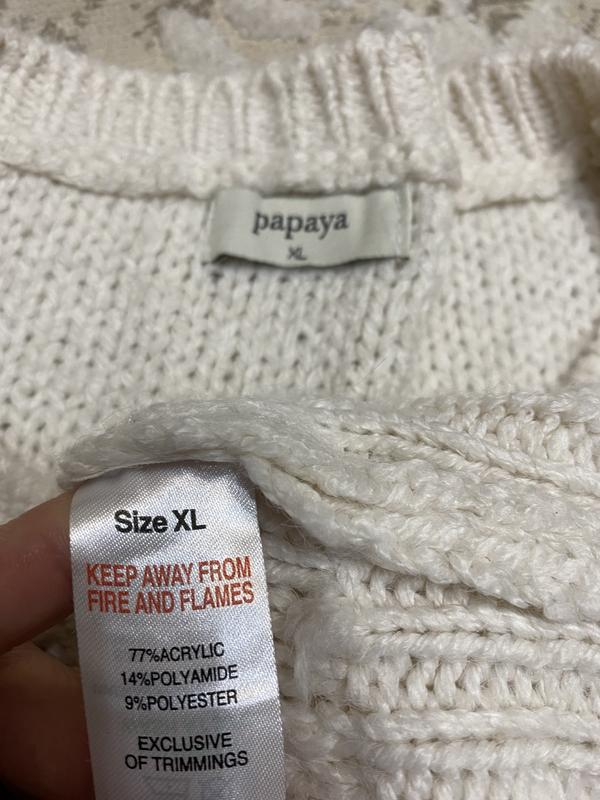 papaya
XL
Size XL
KEEP AWAY FROM
FIRE AND FLAMES
77%ACRYLIC
14%POLYAMIDE
9%POLYESTER
EXCLUSIVE
OF TRIMMINGS